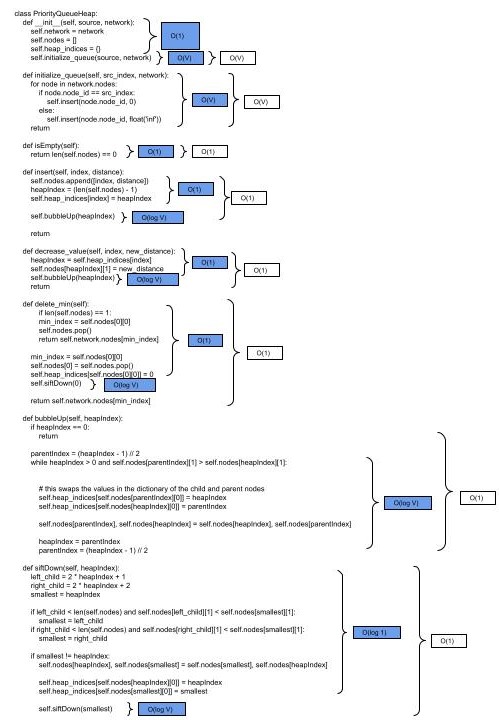 class PriorityQueueHeap:
def __init__(self, source, network):
self.network = network
self.nodes = []
self.heap_indices = {}
O(1)
self.initialize_queue(source, network)
O(V)
O(V)
def initialize_queue(self, src_index, network):
for node in network.nodes:
if node.node_id == src_index:
self.insert(node.node_id, 0)
else:
self.insert(node.node_id, float('inf'))
return
O(V)
O(V)
def isEmpty(self):
return len(self.nodes) == 0
O(1)
O(1)
def insert(self, index, distance):
self.nodes.append([index, distance])
heapIndex = (len(self.nodes) - 1)
self.heap_indices[index] = heapIndex
O(1)
O(1)
self.bubbleUp(heapIndex)
O(log V)
return
def decrease_value(self, index, new_distance):
heapIndex = self.heap_indices[index]
self.nodes[heapIndex][1] = new_distance
O(1)
O(1)
self.bubbleUp(heapIndex)
O(log V)
def delete_min(self):
if len(self.nodes) == 1:
min_index = self.nodes[0][0]
self.nodes.pop()
return self.network.nodes[min_index]
O(1)
O(1)
min_index = self.nodes[0][0]
self.nodes[0] = self.nodes.pop()
self.heap_indices[self.nodes[0][0]] = 0
self.siftDown(0)
O(log V)
return self.network.nodes[min_index]
def bubbleUp(self, heapIndex):
if heapIndex == 0:
return
parentIndex = (heapIndex - 1) // 2
while heapIndex > 0 and self.nodes[parentIndex][1] > self.nodes[heapIndex][1]:
# this swaps the values in the dictionary of the child and parent nodes
self.heap_indices[self.nodes[parentIndex][0]] = heapIndex
self.heap_indices[self.nodes[heapIndex][0]] = parentIndex
O(log V)
O(1)
self.nodes[parentIndex], self.nodes[heapIndex] = self.nodes[heapIndex], self.nodes[parentIndex]
heapIndex = parentIndex
parentIndex = (heapIndex - 1) // 2
def siftDown(self, heapIndex):
left_child = 2 * heapIndex + 1
right_child = 2 * heapIndex + 2
smallest = heapIndex
if left_child < len(self.nodes) and self.nodes[left_child][1] < self.nodes[smallest][1]:
smallest = left_child
if right_child < len(self.nodes) and self.nodes[right_child][1] < self.nodes[smallest][1]:
smallest = right_child
O(log 1)
O(1)
if smallest != heapIndex:
self.nodes[heapIndex], self.nodes[smallest] = self.nodes[smallest], self.nodes[heapIndex]
self.heap_indices[self.nodes[heapIndex][0]] = heapIndex
self.heap_indices[self.nodes[smallest][0]] = smallest
self.siftDown(smallest)
O(log V)